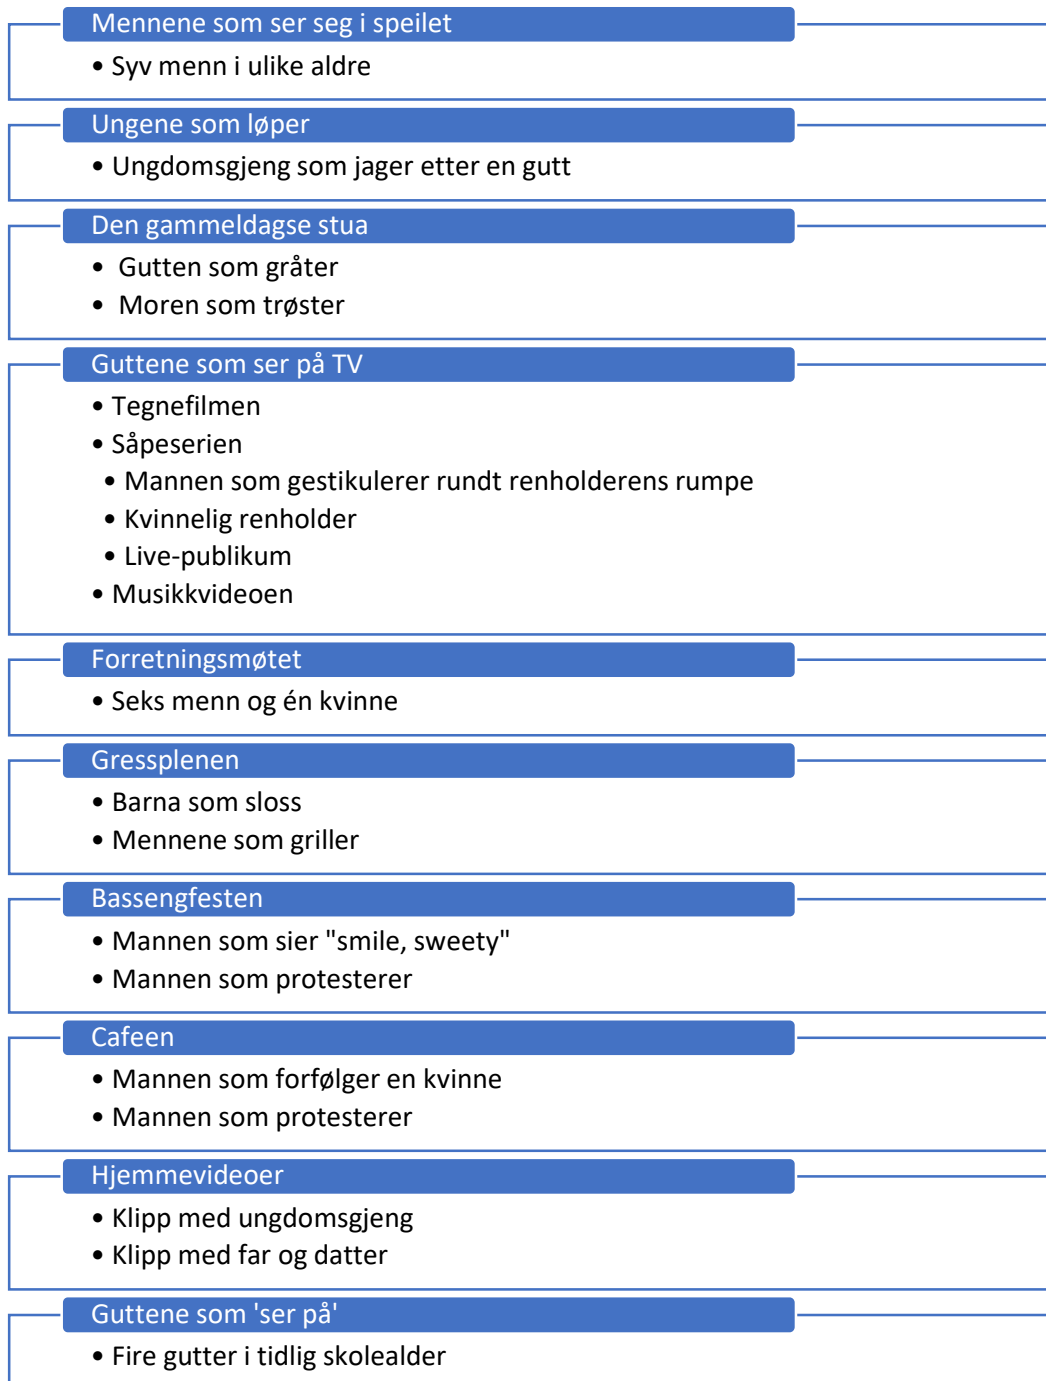 Mennene som ser seg i speilet
• Syv menn i ulike aldre
Ungene som løper
• Ungdomsgjeng som jager etter en gutt
Den gammeldagse stua
• Gutten som gråter
• Moren som trøster
Guttene som ser på TV
• Tegnefilmen
• Såpeserien
• Mannen som gestikulerer rundt renholderens rumpe
• Kvinnelig renholder
• Live-publikum
• Musikkvideoen
Forretningsmøtet
• Seks menn og én kvinne
Gressplenen
• Barna som sloss
• Mennene som griller
Bassengfesten
• Mannen som sier "smile, sweety"
• Mannen som protesterer
Cafeen
• Mannen som forfølger en kvinne
• Mannen som protesterer
Hjemmevideoer
• Klipp med ungdomsgjeng
• Klipp med far og datter
Guttene som 'ser på'
• Fire gutter i tidlig skolealder